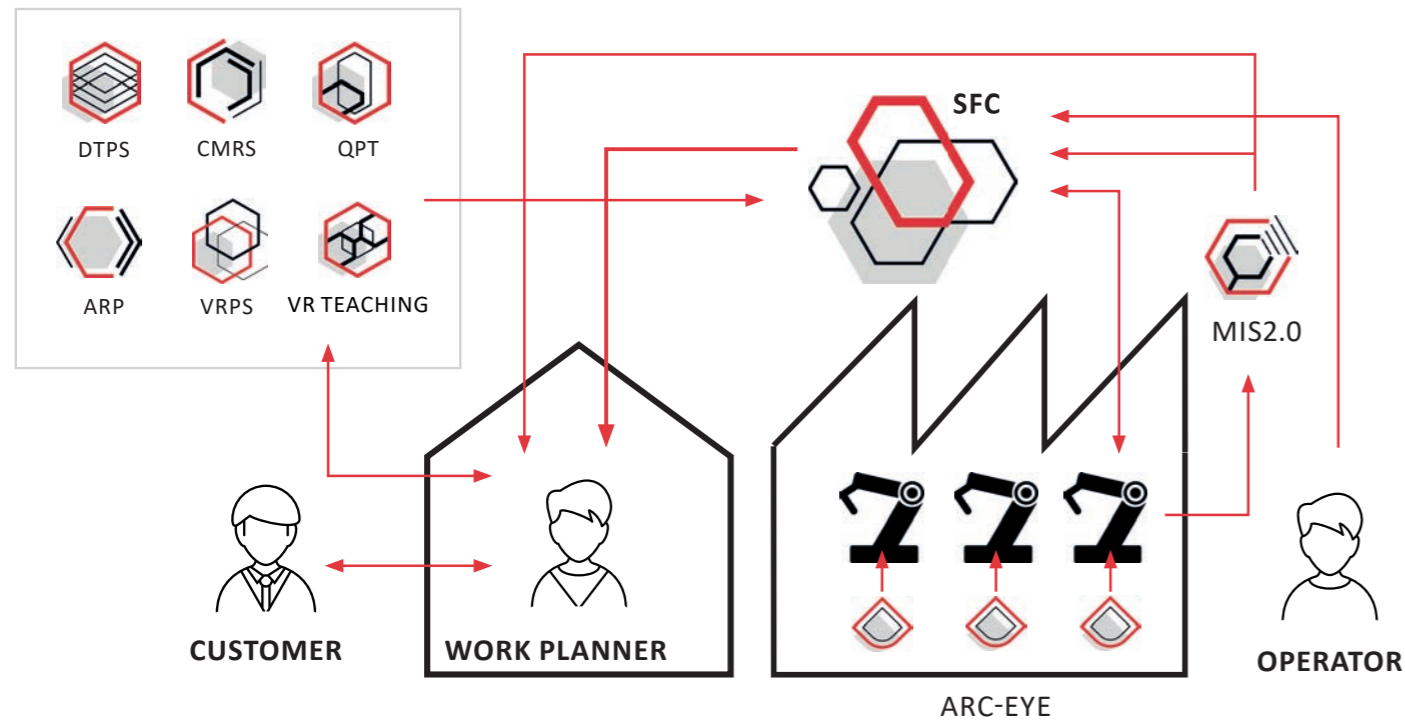 DTPS
CMRS
QPT
ARP
VRPS
VR TEACHING
SFC
MIS2.0
CUSTOMER
WORK PLANNER
OPERATOR
ARC-EYE